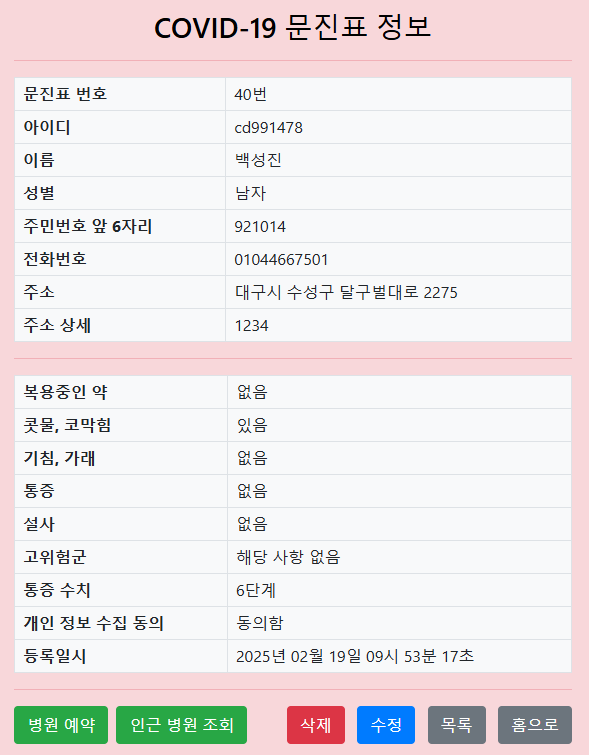 COVID-19 문진표 정보
문진표 번호 40번
아이디 cd991478
이름 백성진
성별 남자
주민번호 앞 6자리 921014
전화번호 01044667501
주소 대구시 수성구 달구벌대로 2275
주소 상세 1234
복용중인 약 없음
콧물, 코막힘 있음
기침, 가래 없음
통증 없음
설사 없음
고위험군 해당 사항 없음
통증 수치 6단계
개인 정보 수집 동의 동의함
등록일시 2025년 02월 19일 09시 53분 17초
병원 예약 인근 병원 조회 삭제 수정 목록 홈으로